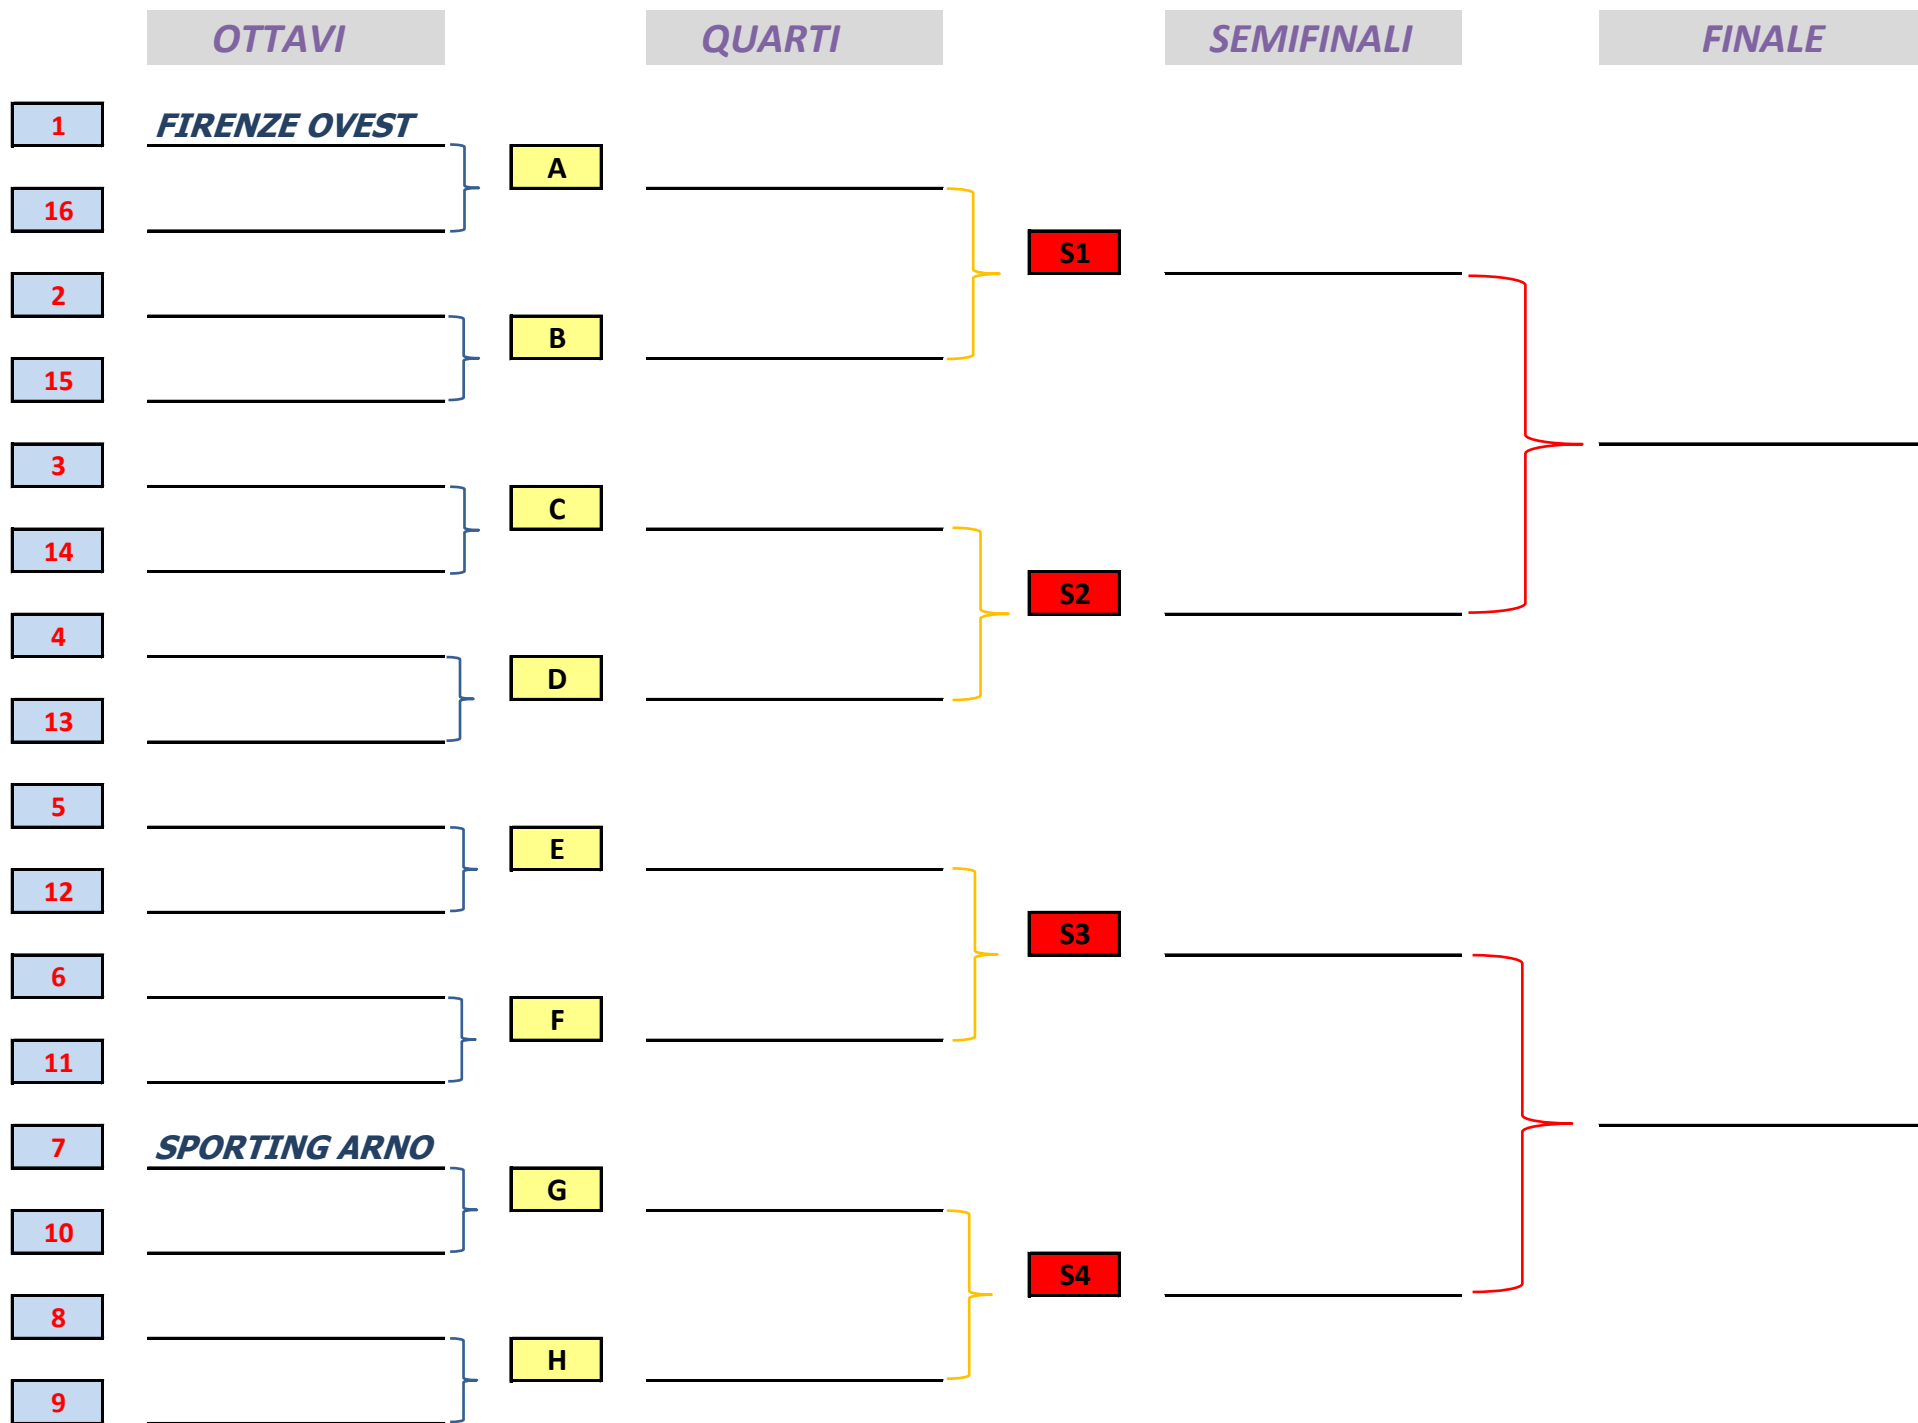 OTTAVI QUARTI SEMIFINALI FINALE
1 FIRENZE OVEST
A
16
S1
2
B
15
3
C
14
S2
4
D
13
5
E
12
S3
6
F
11
7 SPORTING ARNO
G
10
S4
8
H
9